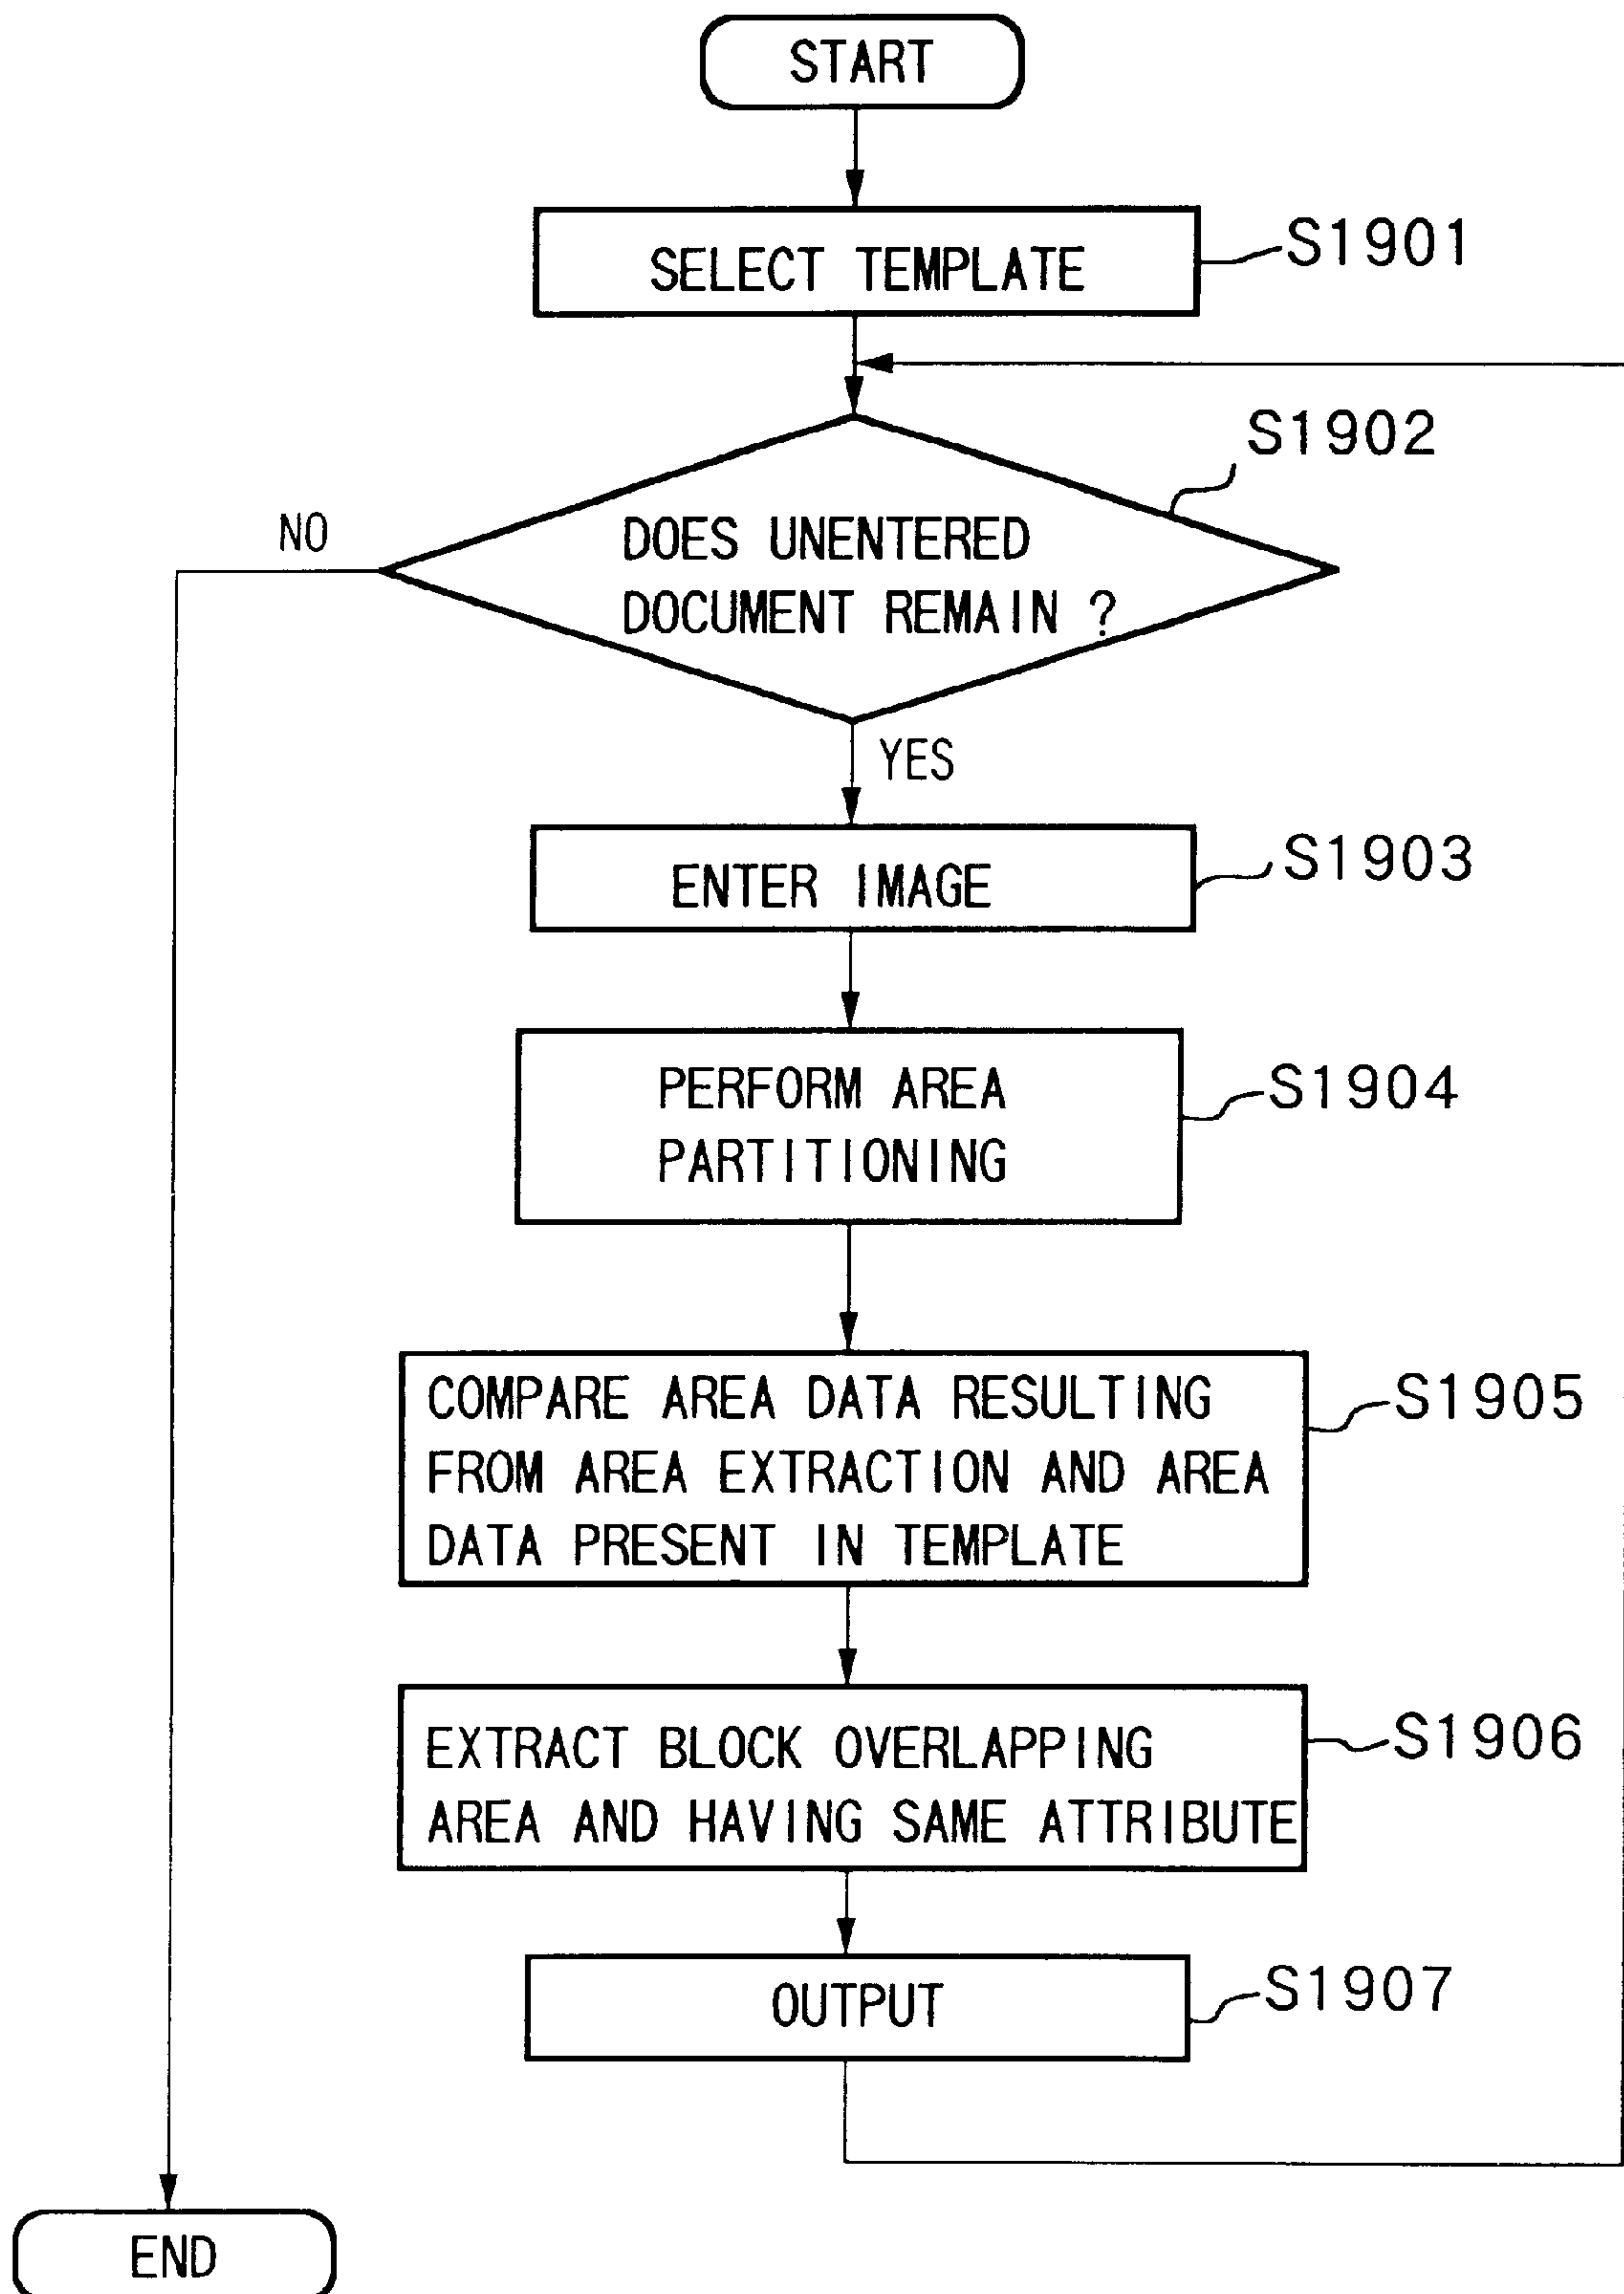 START
SELECT TEMPLATE
S1901
S1902
NO
DOES UNENTERED
DOCUMENT REMAIN ?
YES
ENTER IMAGE
S1903
PERFORM AREA
PARTITIONING
S1904
COMPARE AREA DATA RESULTING
FROM AREA EXTRACTION AND AREA
DATA PRESENT IN TEMPLATE
S1905
EXTRACT BLOCK OVERLAPPING
AREA AND HAVING SAME ATTRIBUTE
S1906
OUTPUT
S1907
END